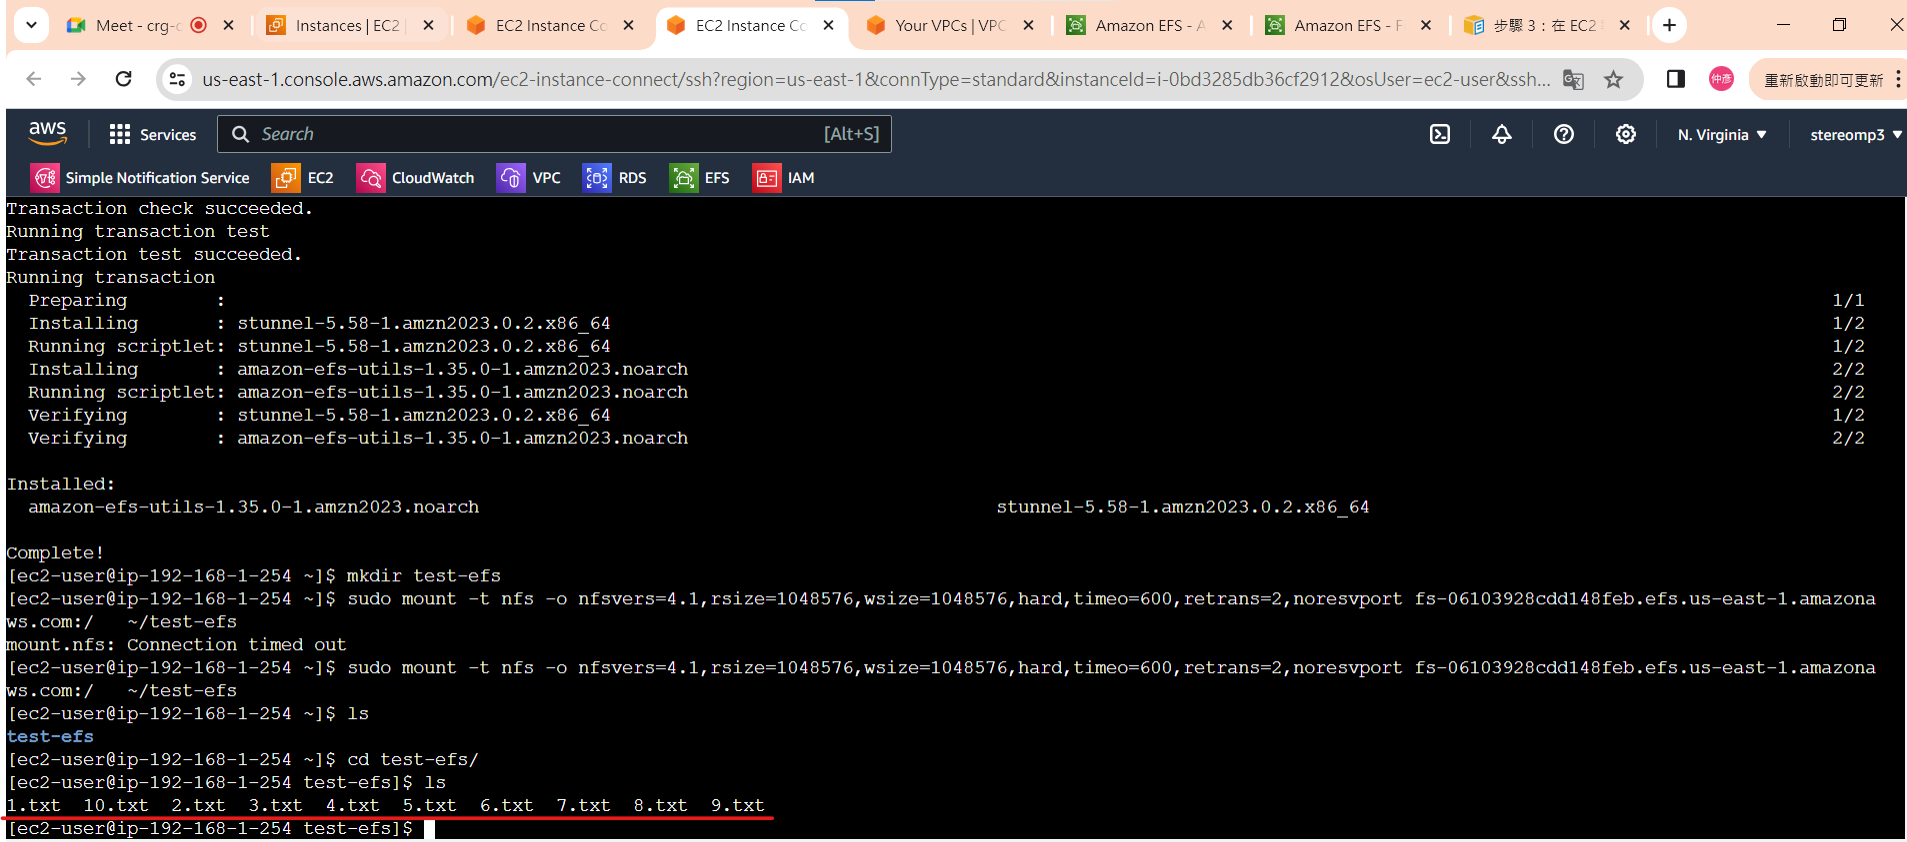 Meet - crg-c
Instances | EC2
EC2 Instance Co
EC2 Instance Co
Your VPCs | VPC
Amazon EFS - A
Amazon EFS - F
步驟 3：在 EC2
us-east-1.console.aws.amazon.com/ec2-instance-connect/ssh?region=us-east-1&connType=standard&instanceId=i-0bd3285db36cf2912&osUser=ec2-user&ssh...
仲彥
重新啟動即可更新
aws
Services
Search
[Alt+S]
N. Virginia
stereomp3
Simple Notification Service
EC2
CloudWatch
VPC
RDS
EFS
IAM
Transaction check succeeded.
Running transaction test
Transaction test succeeded.
Running transaction
Preparing : 1/1
Installing : stunnel-5.58-1.amzn2023.0.2.x86_64 1/2
Running scriptlet: stunnel-5.58-1.amzn2023.0.2.x86_64 1/2
Installing : amazon-efs-utils-1.35.0-1.amzn2023.noarch 2/2
Running scriptlet: amazon-efs-utils-1.35.0-1.amzn2023.noarch 2/2
Verifying : stunnel-5.58-1.amzn2023.0.2.x86_64 1/2
Verifying : amazon-efs-utils-1.35.0-1.amzn2023.noarch 2/2
Installed:
amazon-efs-utils-1.35.0-1.amzn2023.noarch stunnel-5.58-1.amzn2023.0.2.x86_64
Complete!
[ec2-user@ip-192-168-1-254 ~]$ mkdir test-efs
[ec2-user@ip-192-168-1-254 ~]$ sudo mount -t nfs -o nfsvers=4.1,rsize=1048576,wsize=1048576,hard,timeo=600,retrans=2,noresvport fs-06103928cdd148feb.efs.us-east-1.amazona
ws.com:/ ~/test-efs
mount.nfs: Connection timed out
[ec2-user@ip-192-168-1-254 ~]$ sudo mount -t nfs -o nfsvers=4.1,rsize=1048576,wsize=1048576,hard,timeo=600,retrans=2,noresvport fs-06103928cdd148feb.efs.us-east-1.amazona
ws.com:/ ~/test-efs
[ec2-user@ip-192-168-1-254 ~]$ ls
test-efs
[ec2-user@ip-192-168-1-254 ~]$ cd test-efs/
[ec2-user@ip-192-168-1-254 test-efs]$ ls
1.txt 10.txt 2.txt 3.txt 4.txt 5.txt 6.txt 7.txt 8.txt 9.txt
[ec2-user@ip-192-168-1-254 test-efs]$